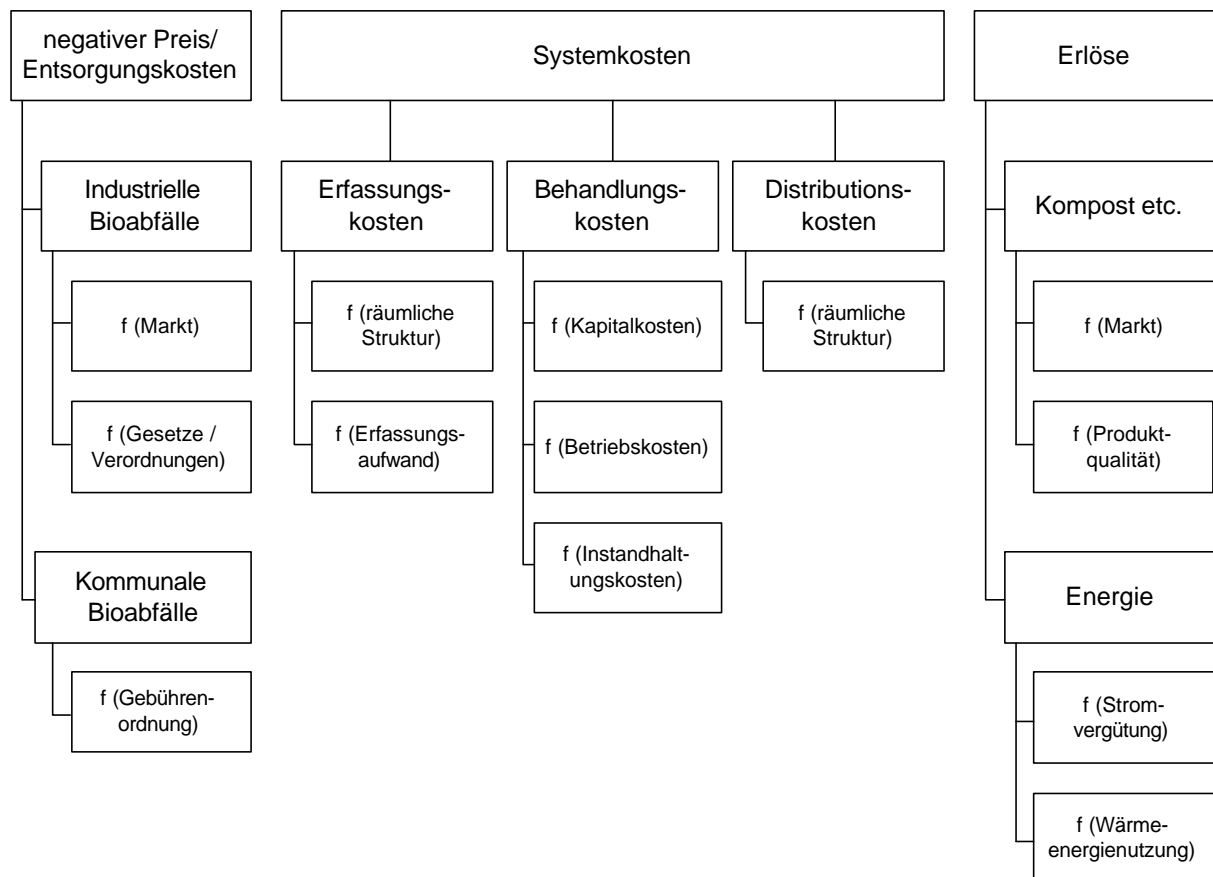 negativer Preis/
Entsorgungskosten
Industrielle
Bioabfälle
f (Markt)
f (Gesetze /
Verordnungen)
Kommunale
Bioabfälle
f (Gebühren-
ordnung)
Systemkosten
Erfassungs-
kosten
f (räumliche
Struktur)
f (Erfassungs-
aufwand)
Behandlungs-
kosten
f (Kapitalkosten)
f (Betriebskosten)
f (Instandhalt-
ungskosten)
Distributions-
kosten
f (räumliche
Struktur)
Erlöse
Kompost etc.
f (Markt)
f (Produkt-
qualität)
Energie
f (Strom-
vergütung)
f (Wärme-
energienutzung)